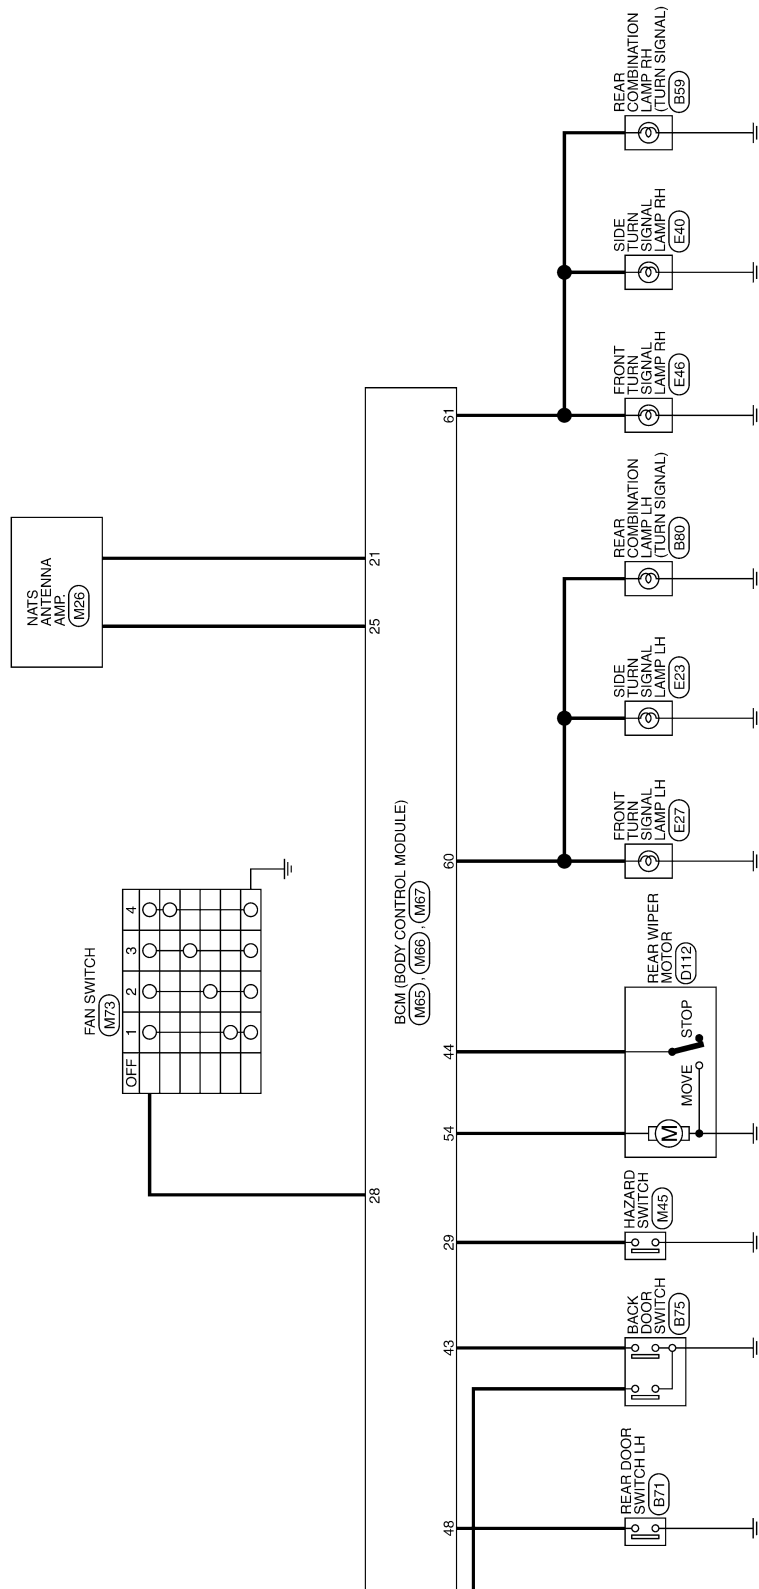 REAR
COMBINATION
LAMP RH
(TURN SIGNAL)
B59
SIDE
TURN
SIGNAL
LAMP RH
E40
FRONT
TURN
SIGNAL
LAMP RH
E46
61
REAR
COMBINATION
LAMP LH
(TURN SIGNAL)
B80
NATS
ANTENNA
AMP.
M26
21
25
SIDE
TURN
SIGNAL
LAMP LH
E23
FRONT
TURN
SIGNAL
LAMP LH
E27
60
BCM (BODY CONTROL MODULE)
M65 , M66 , M67
FAN SWITCH
M73
OFF 1 2 3 4
28
REAR WIPER
MOTOR
D112
44
54
STOP
MOVE
M
HAZARD
SWITCH
M45
29
BACK
DOOR
SWITCH
B75
43
REAR DOOR
SWITCH LH
B71
48